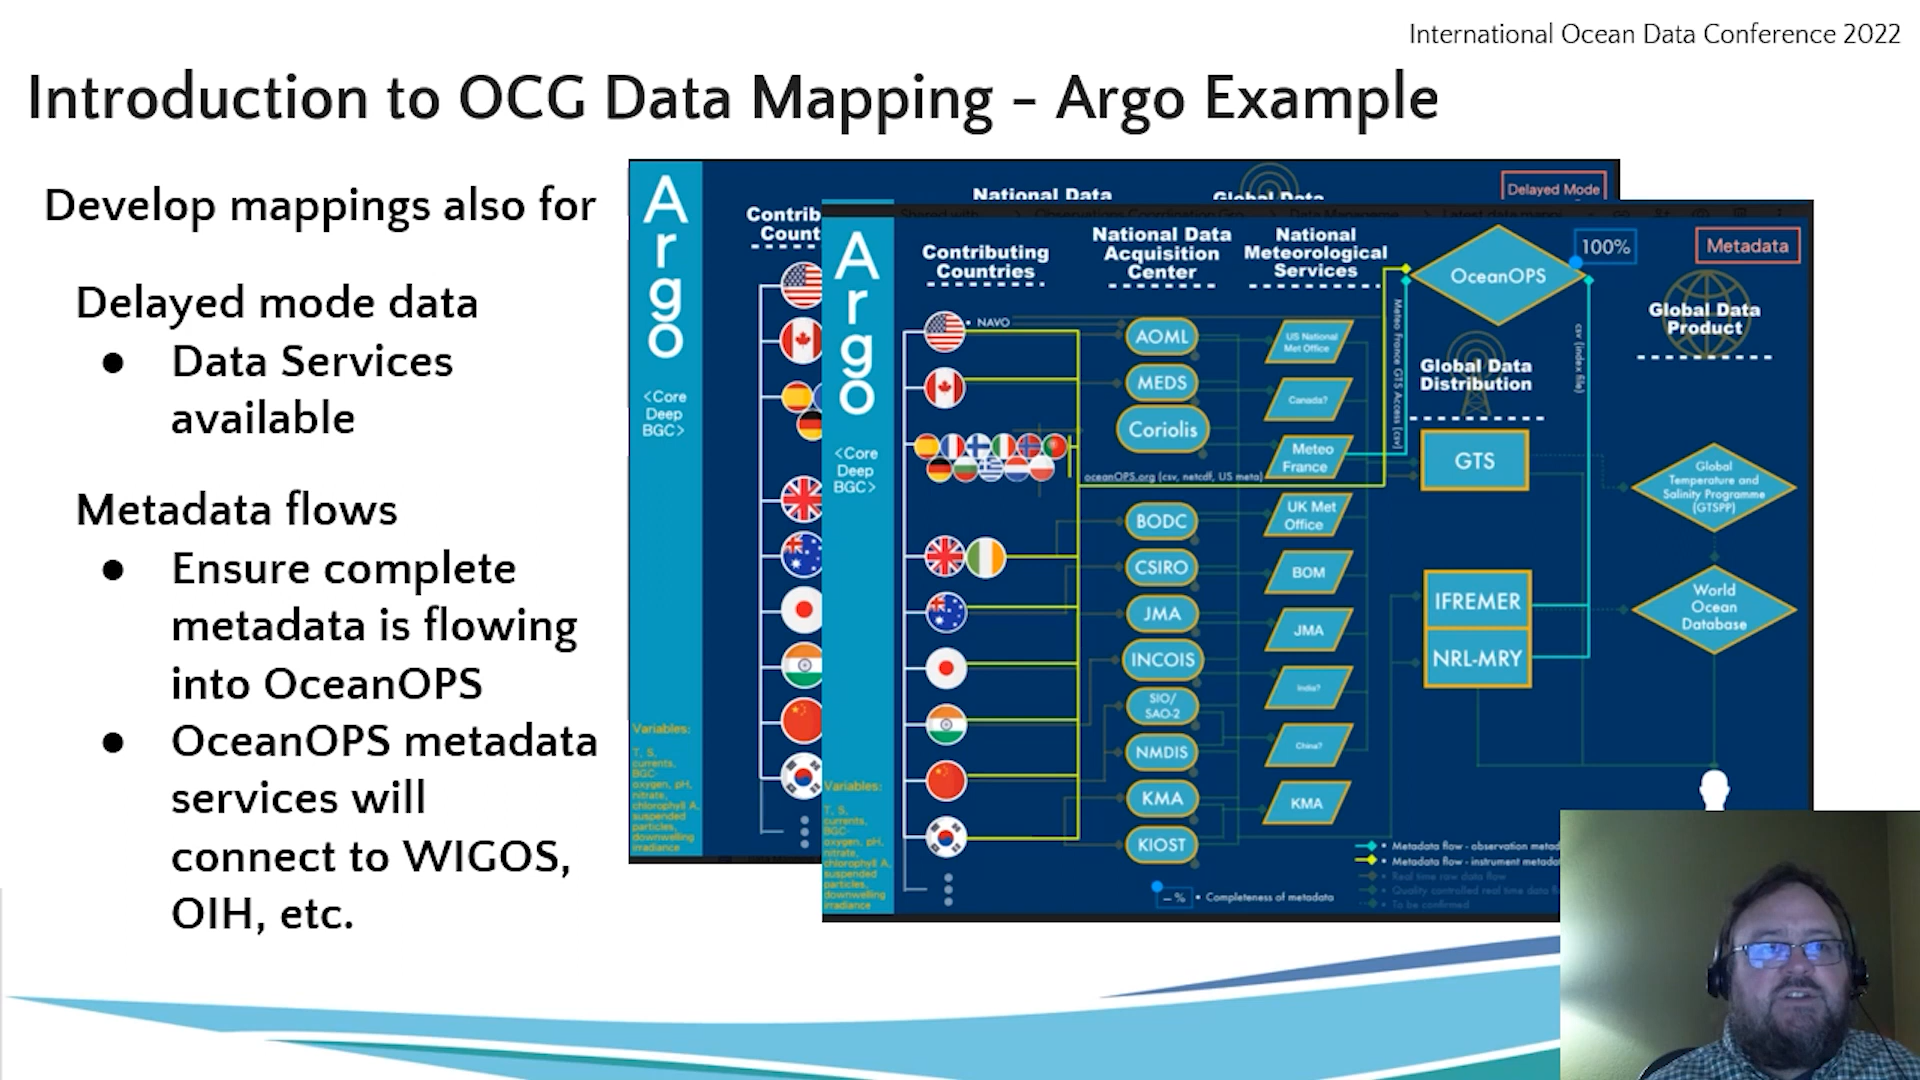 International Ocean Data Conference 2022
Introduction to OCG Data Mapping - Argo Example
Develop mappings also for
Delayed mode data
● Data Services
available
Metadata flows
● Ensure complete
metadata is flowing
into OceanOPS
● OceanOPS metadata
services will
connect to WIGOS,
OIH, etc.
Argo
<Core
Deep
BGC>
Variables:
T, S,
currents,
BGC-
oxygen, pH,
nitrate,
chlorophyll A,
suspended
particles,
downwelling
irradiance
Contrib
Count
National Data
Global Data
Delayed Mode
Argo
<Core
Deep
BGC>
Variables:
T, S,
currents,
BGC-
oxygen, pH,
nitrate,
chlorophyll A,
suspended
particles,
downwelling
irradiance
Contributing
Countries
• NAVO
National Data
Acquisition
Center
AOML
MEDS
Coriolis
oceanOPS.org (csv, netcdf, US meta)
BODC
CSIRO
JMA
INCOIS
SIO/
SAO-2
NMDIS
KMA
KIOST
National
Meteorological
Services
US National
Met Office
Canada?
Meteo
France
UK Met
Office
BOM
JMA
India?
China?
KMA
OceanOPS
100%
Metadata
Meteo France GTS Access (csv)
csv (index file)
Global Data
Distribution
GTS
IFREMER
NRL-MRY
Global Data
Product
Global
Temperature and
Salinity Programme
(GTSPP)
World
Ocean
Database
– % • Completeness of metadata
• Metadata flow - observation metad
• Metadata flow - instrument metadat
• Real time raw data flow
• Quality controlled real time data fl
• To be confirmed